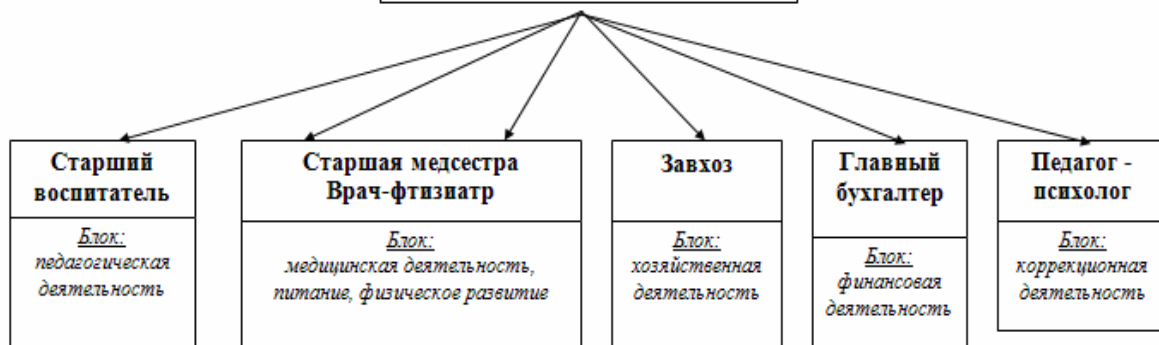 Старший
воспитатель
Блок:
педагогическая
деятельность
Старшая медсестра
Врач-фтизиатр
Блок:
медицинская деятельность,
питание, физическое развитие
Завхоз
Блок:
хозяйственная
деятельность
Главный
бухгалтер
Блок:
финансовая
деятельность
Педагог -
психолог
Блок:
коррекционная
деятельность